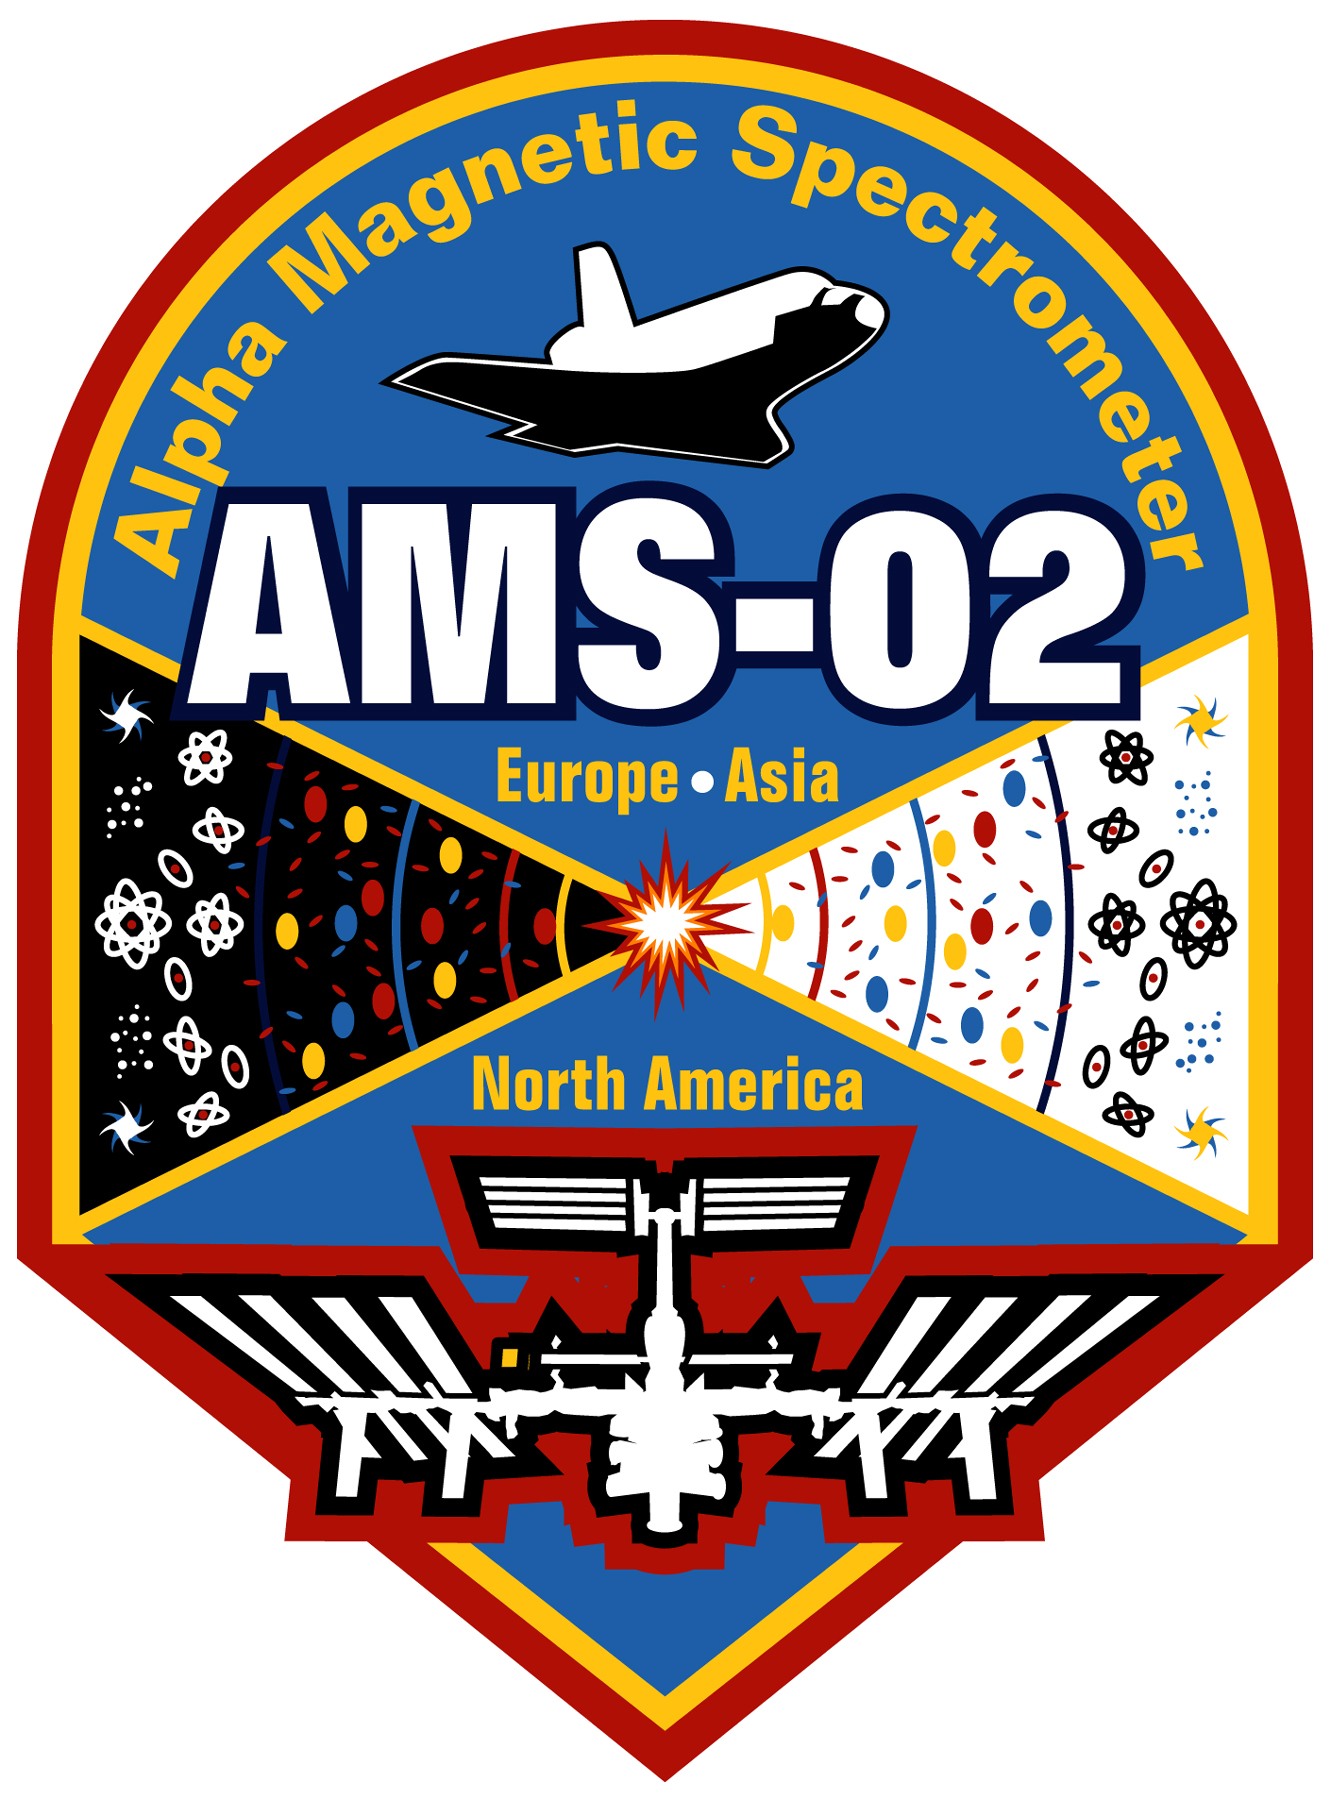 Alpha Magnetic Spectrometer
AMS-02
Europe • Asia
North America